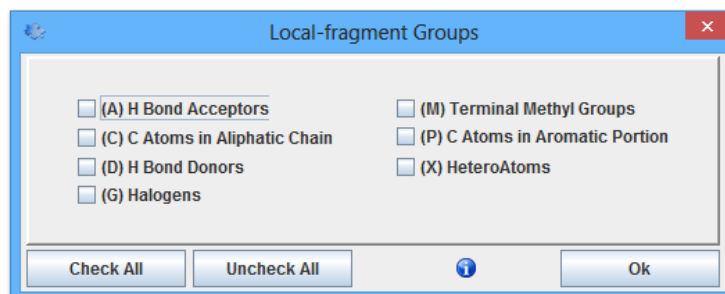 Local-fragment Groups
(A) H Bond Acceptors
(C) C Atoms in Aliphatic Chain
(D) H Bond Donors
(G) Halogens
(M) Terminal Methyl Groups
(P) C Atoms in Aromatic Portion
(X) HeteroAtoms
Check All
Uncheck All
Ok